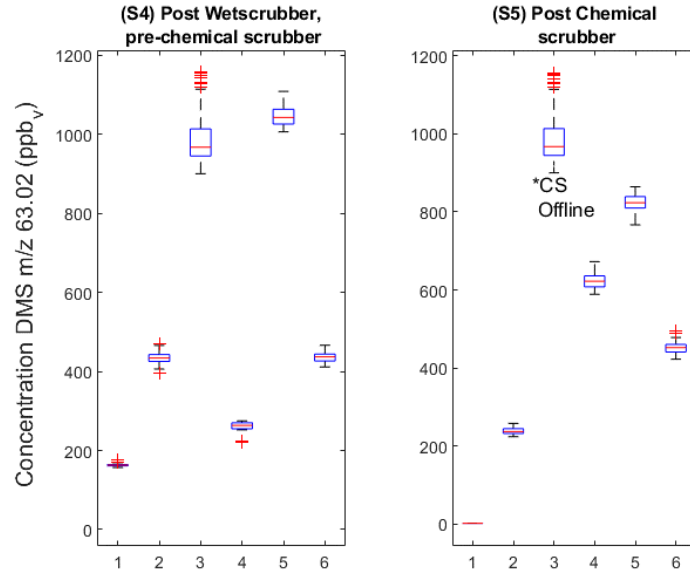 (S4) Post Wetscrubber,
pre-chemical scrubber
(S5) Post Chemical
scrubber
Concentration DMS m/z 63.02 (ppb_v)
1200
1000
800
600
400
200
0
1 2 3 4 5 6
1200
1000
800
600
400
200
0
*CS
Offline
1 2 3 4 5 6